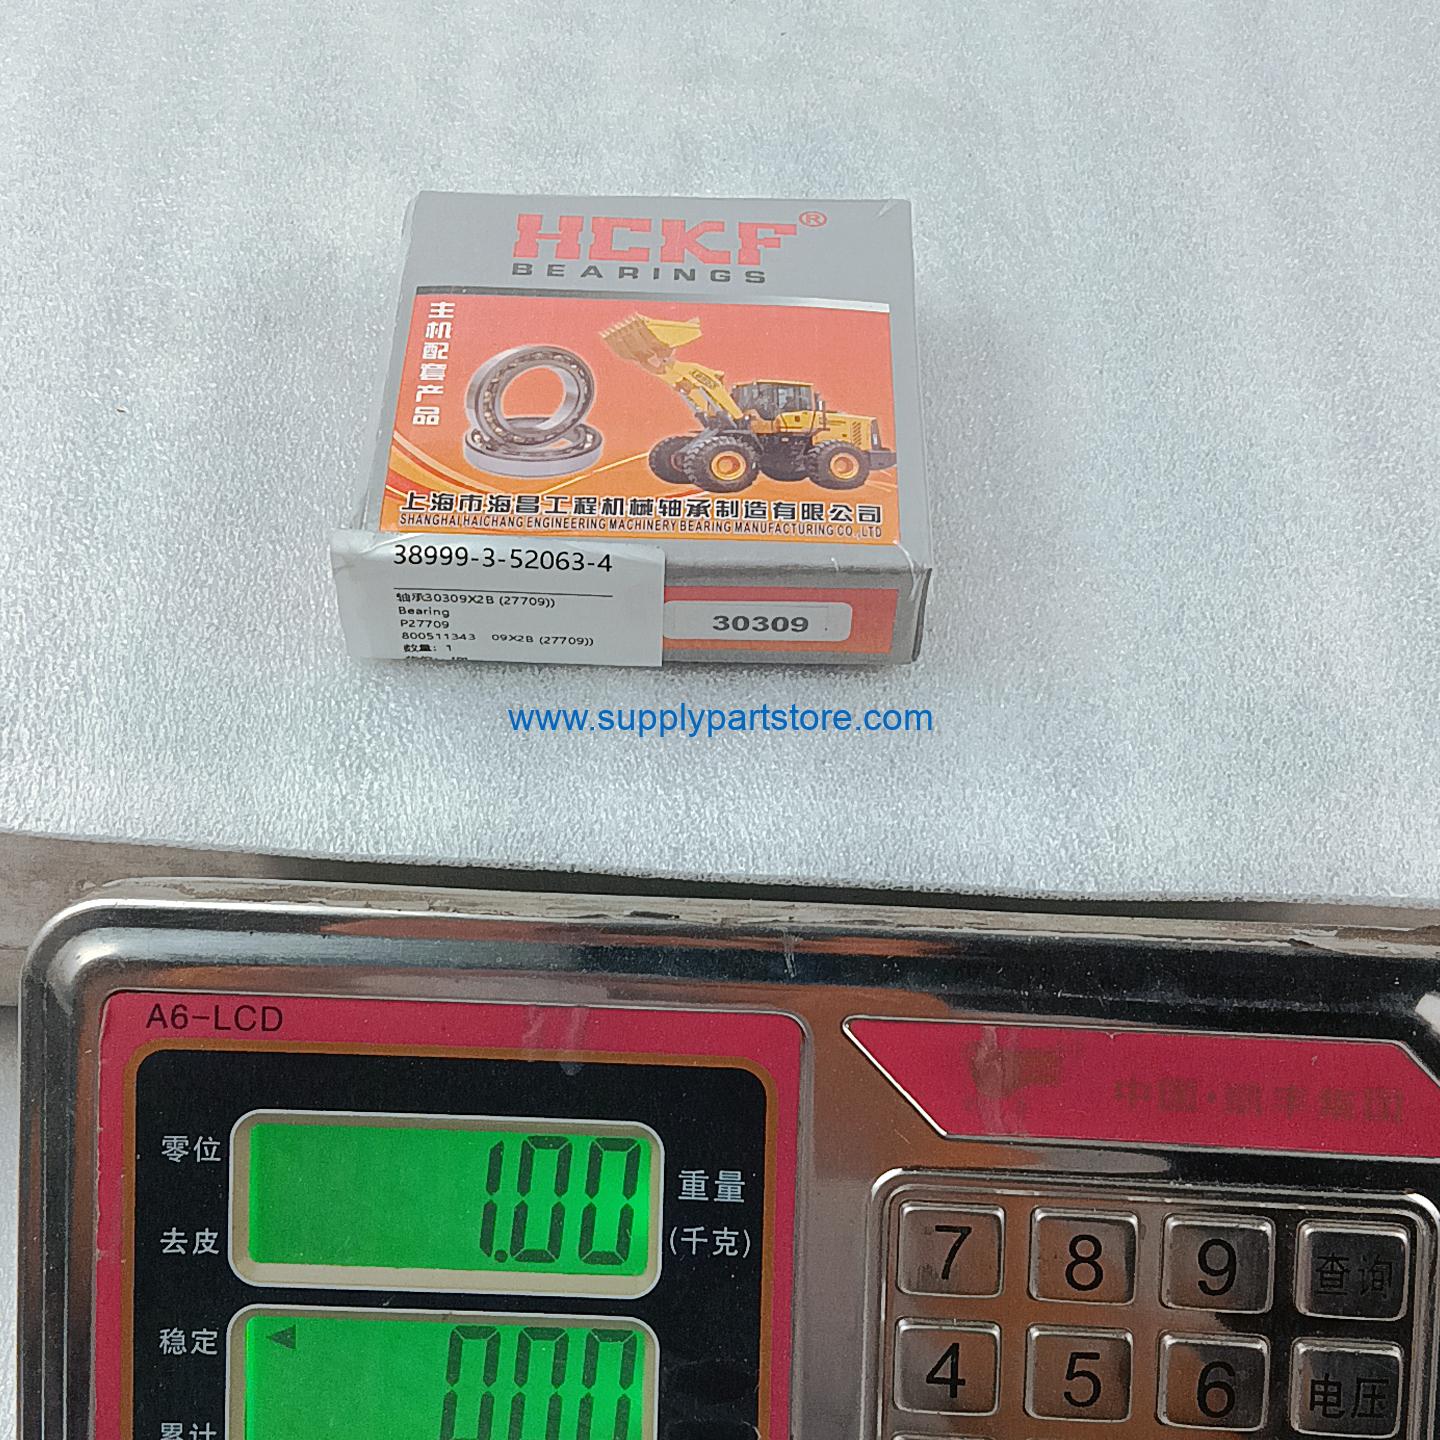 HCKF®
BEARINGS
主机配套产品
上海市海昌工程机械轴承制造有限公司
SHANGHAI HAICHANG ENGINEERING MACHINERY BEARING MANUFACTURING CO.,LTD
38999-3-52063-4
轴承30309X2B (27709))
Bearing
P27709
800511343 09X2B (27709))
数量: 1
30309
www.supplypartstore.com
A6-LCD
零位
去皮
1.00
重量
(千克)
稳定
累计
000
中国·
7 8 9 查询
4 5 6 电压